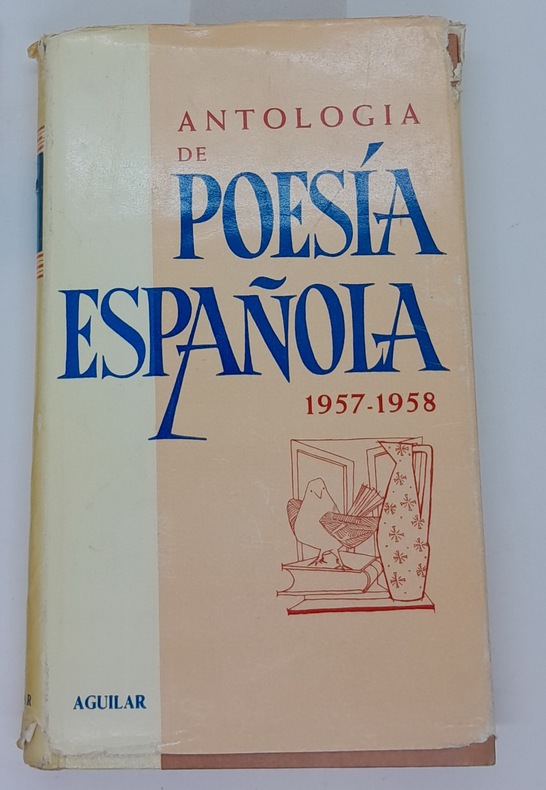 ANTOLOGIA
DE
POESÍA
ESPAÑOLA
1957-1958
AGUILAR